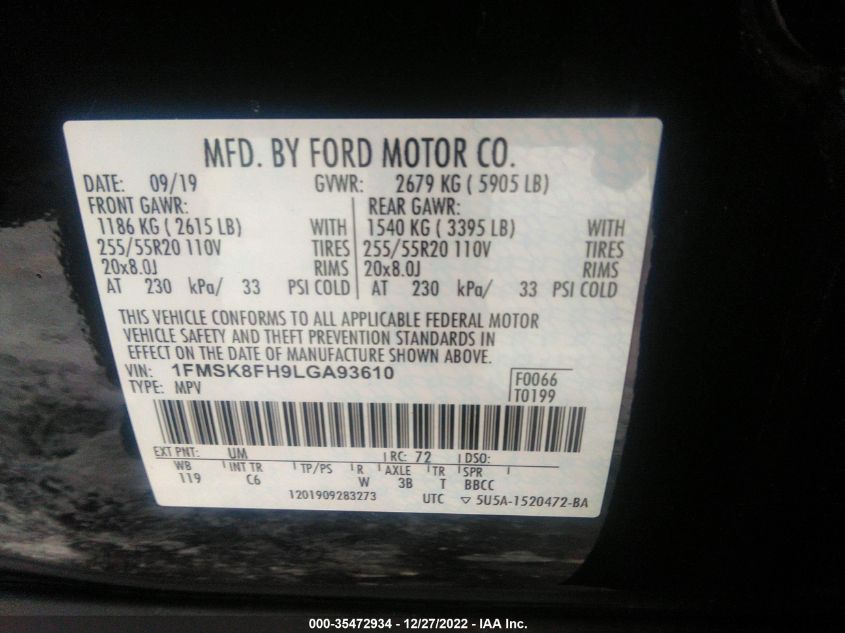 MFD. BY FORD MOTOR CO.
DATE: 09/19 GVWR: 2679 KG ( 5905 LB)
FRONT GAWR: REAR GAWR:
1186 KG ( 2615 LB) WITH 1540 KG ( 3395 LB) WITH
255/55R20 110V TIRES 255/55R20 110V TIRES
20x8.0J RIMS 20x8.0J RIMS
AT 230 kPa/ 33 PSI COLD AT 230 kPa/ 33 PSI COLD
THIS VEHICLE CONFORMS TO ALL APPLICABLE FEDERAL MOTOR
VEHICLE SAFETY AND THEFT PREVENTION STANDARDS IN
EFFECT ON THE DATE OF MANUFACTURE SHOWN ABOVE.
VIN: 1FMSK8FH9LGA93610 F0066
TYPE: MPV T0199
EXT PNT: UM RC: 72 DSO:
WB INT TR TP/PS R AXLE TR SPR
119 C6 W 3B T BBCC
1201909283273 UTC ▽ 5U5A-1520472-BA
000-35472934 - 12/27/2022 - IAA Inc.